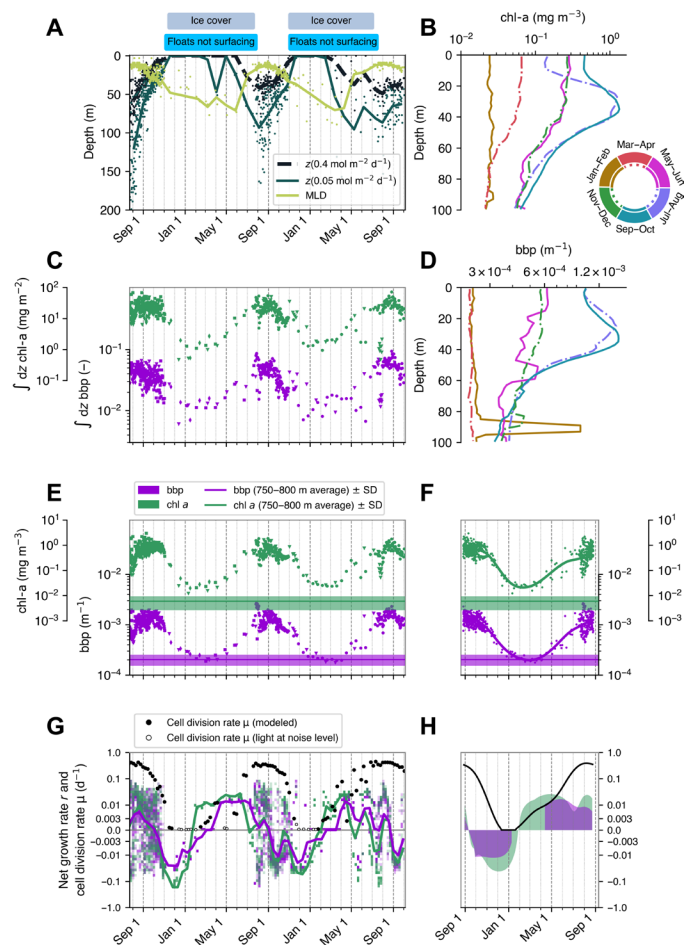 A
Ice cover
Ice cover
Floats not surfacing
Floats not surfacing
Depth (m)
0
50
100
150
200
z(0.4 mol m−2 d−1)
z(0.05 mol m−2 d−1)
MLD
Sep 1
Jan 1
May 1
Sep 1
Jan 1
May 1
Sep 1
B
chl-a (mg m−3)
10−2
10−1
100
Depth (m)
0
20
40
60
80
100
Mar–Apr
May–Jun
Jul–Aug
Sep–Oct
Nov–Dec
Jan–Feb
C
∫ dz chl-a (mg m−2)
102
101
100
10−1
∫ dz bbp (–)
10−1
10−2
D
bbp (m−1)
3 × 10−4
6 × 10−4
1.2 × 10−3
Depth (m)
0
20
40
60
80
100
E
bbp
bbp (750–800 m average) ± SD
chl a
chl a (750–800 m average) ± SD
chl-a (mg m−3)
101
100
10−1
10−2
10−3
bbp (m−1)
10−2
10−3
10−4
F
10−2
10−3
10−4
101
100
10−1
10−2
10−3
G
Cell division rate μ (modeled)
Cell division rate μ (light at noise level)
Net growth rate r and
cell division rate μ (d−1)
1.0
0.1
0.01
0.003
0.0
−0.003
−0.01
−0.1
−1.0
Sep 1
Jan 1
May 1
Sep 1
Jan 1
May 1
Sep 1
H
1.0
0.1
0.01
0.003
0.0
−0.003
−0.01
−0.1
−1.0
Sep 1
Jan 1
May 1
Sep 1